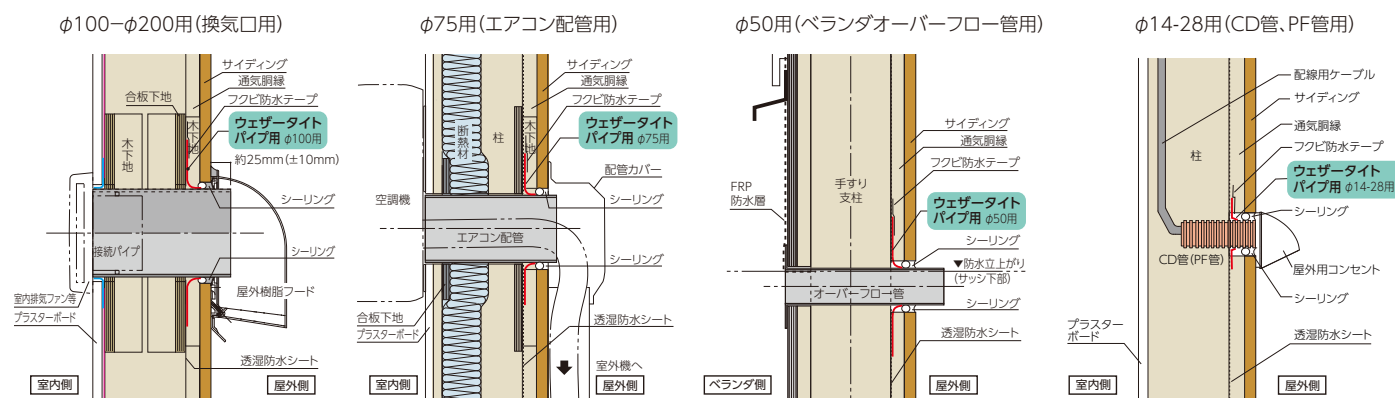 φ100−φ200用(換気口用)
サイディング
通気胴縁
合板下地
フクビ防水テープ
木下地
木下地
ウェザータイト
パイプ用 φ100用
約25mm(±10mm)
シーリング
接続パイプ
シーリング
室内排気ファン等
屋外樹脂フード
プラスターボード
透湿防水シート
室内側
屋外側
φ75用(エアコン配管用)
サイディング
通気胴縁
フクビ防水テープ
断熱材
柱
木下地
ウェザータイト
パイプ用 φ75用
配管カバー
空調機
シーリング
エアコン配管
シーリング
合板下地
プラスターボード
透湿防水シート
室外機へ
室内側
屋外側
φ50用(ベランダオーバーフロー管用)
サイディング
通気胴縁
フクビ防水テープ
FRP
防水層
手すり
支柱
ウェザータイト
パイプ用 φ50用
シーリング
▼防水立上がり
(サッシ下部)
オーバーフロー管
シーリング
透湿防水シート
ベランダ側
屋外側
φ14-28用(CD管、PF管用)
配線用ケーブル
サイディング
通気胴縁
フクビ防水テープ
柱
ウェザータイト
パイプ用 φ14-28用
シーリング
CD管(PF管)
屋外用コンセント
シーリング
プラスター
ボード
透湿防水シート
室内側
屋外側